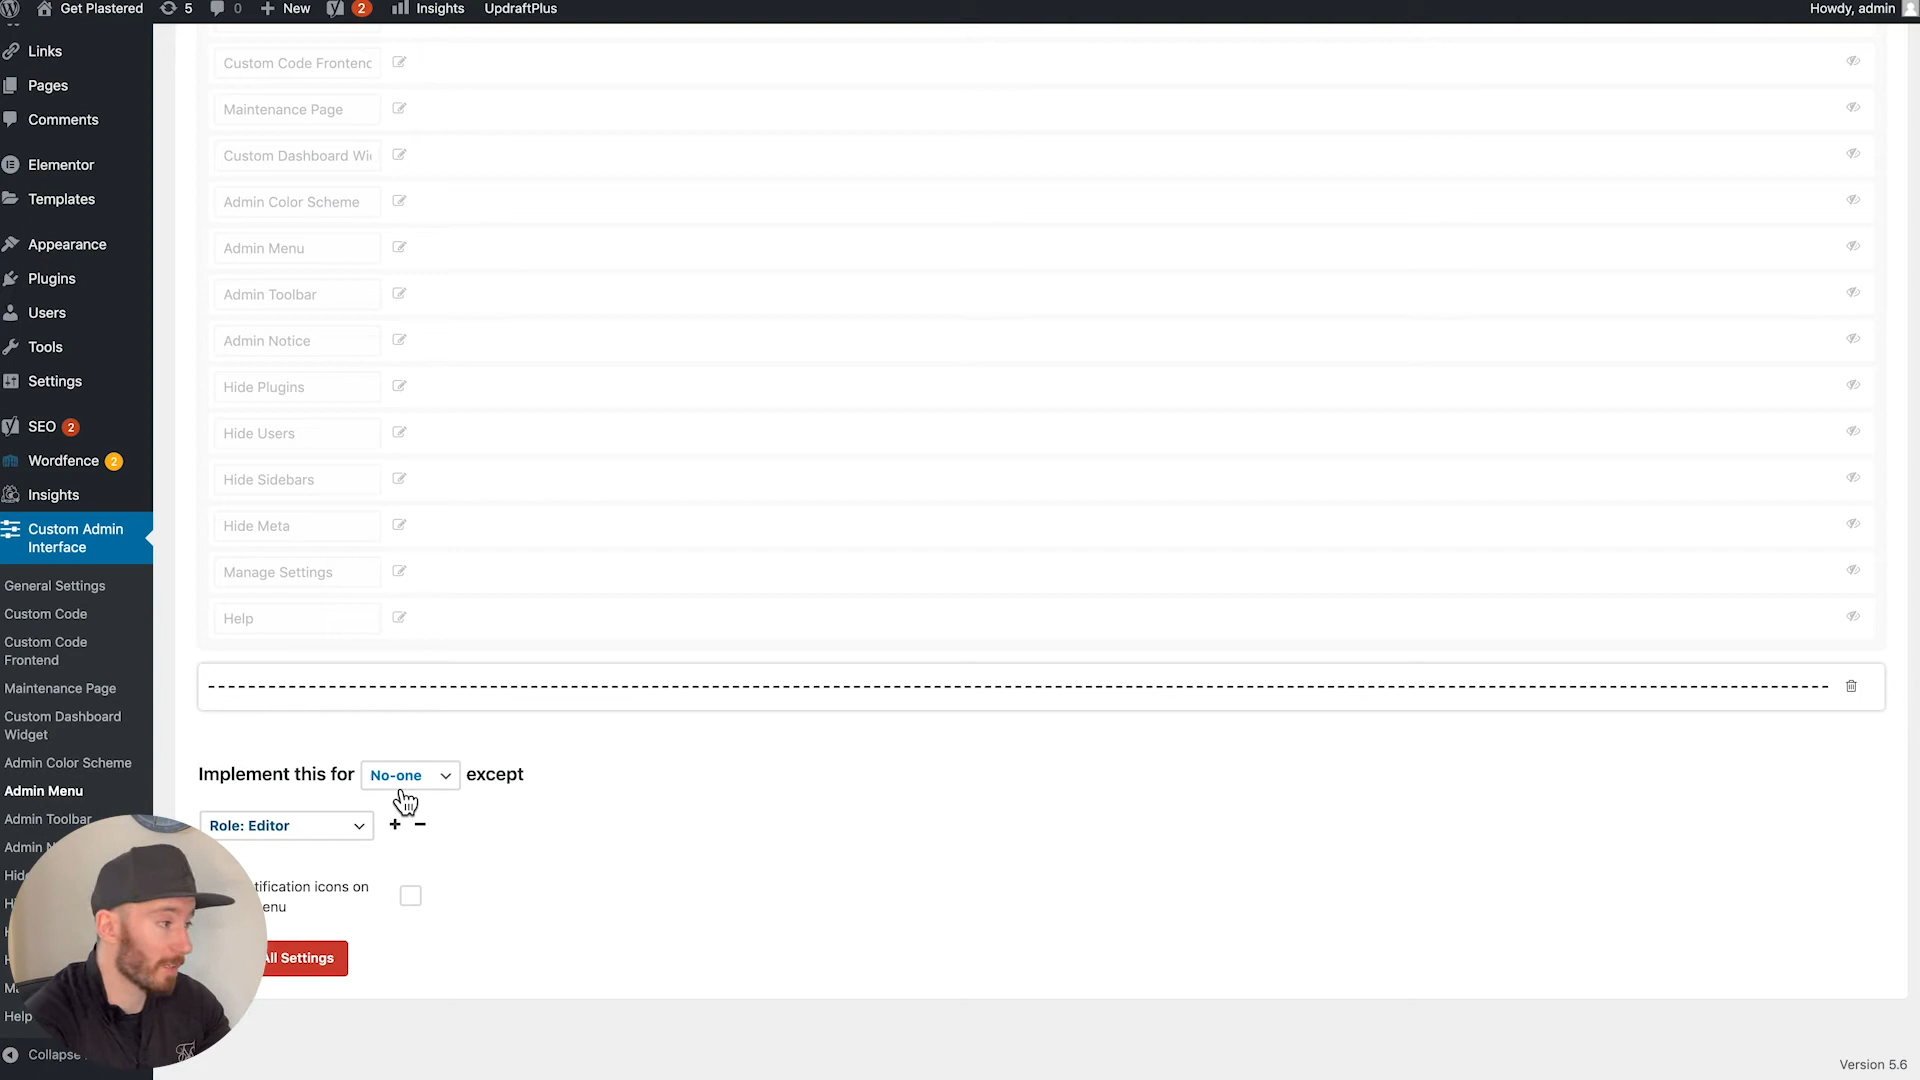 Get Plastered
5
0
New
2
Insights
UpdraftPlus
Howdy, admin
Links
Pages
Comments
Elementor
Templates
Appearance
Plugins
Users
Tools
Settings
SEO 2
Wordfence 2
Insights
Custom Admin
Interface
General Settings
Custom Code
Custom Code
Frontend
Maintenance Page
Custom Dashboard
Widget
Admin Color Scheme
Admin Menu
Admin Toolbar
Admin
Help
Collapse
Custom Code Frontend
Maintenance Page
Custom Dashboard Wi
Admin Color Scheme
Admin Menu
Admin Toolbar
Admin Notice
Hide Plugins
Hide Users
Hide Sidebars
Hide Meta
Manage Settings
Help
Implement this for No-one except
Role: Editor + -
tification icons on
enu
All Settings
Version 5.6